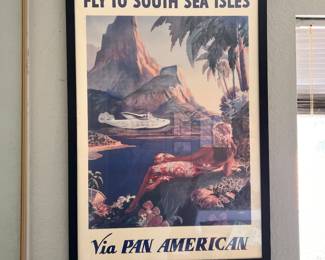 FLY TO SOUTH SEA ISLES
Via PAN AMERICAN